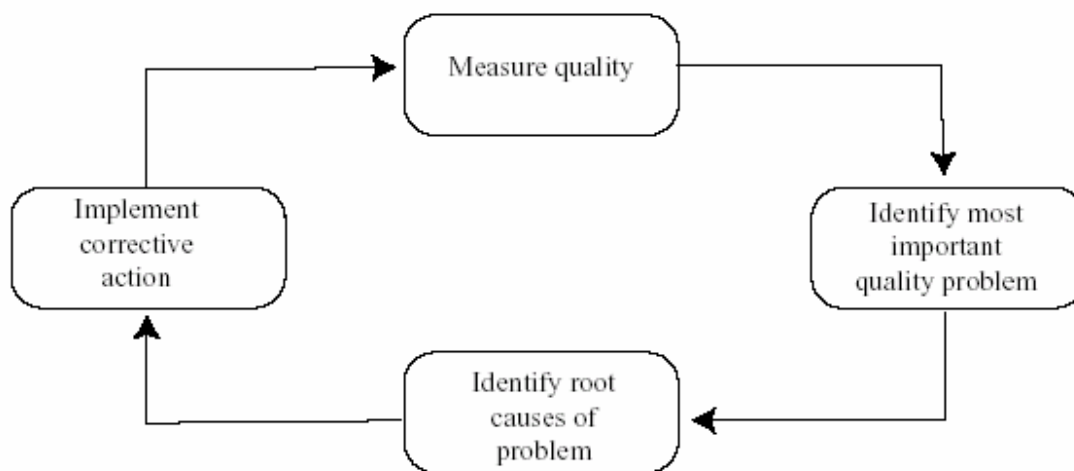 Measure quality
Identify most
important
quality problem
Identify root
causes of
problem
Implement
corrective
action